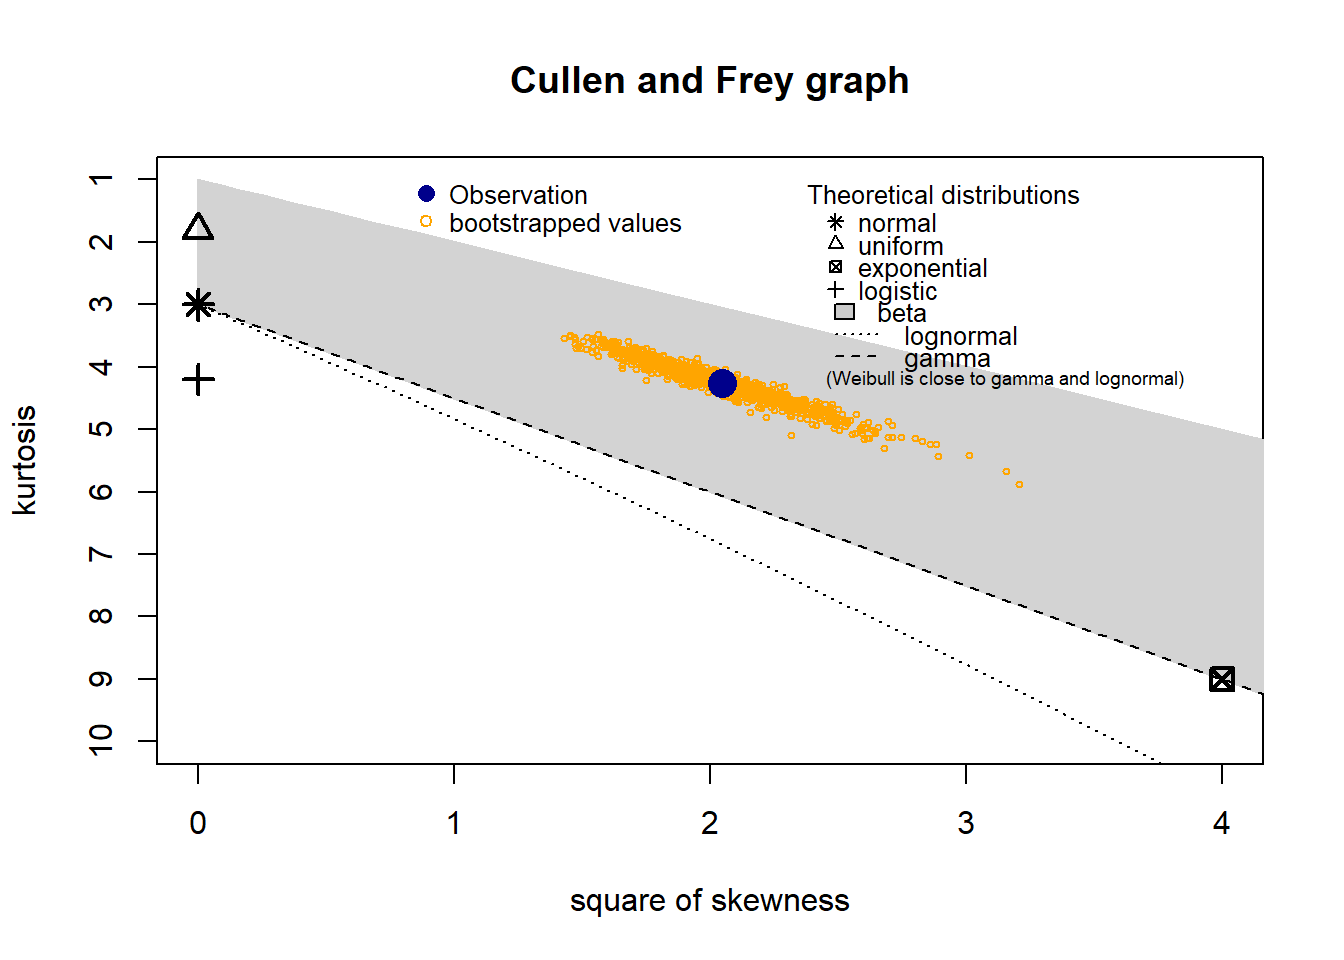 Cullen and Frey graph
Observation
bootstrapped values
Theoretical distributions
normal
uniform
exponential
logistic
beta
lognormal
gamma
(Weibull is close to gamma and lognormal)
kurtosis
1
2
3
4
5
6
7
8
9
10
0 1 2 3 4
square of skewness